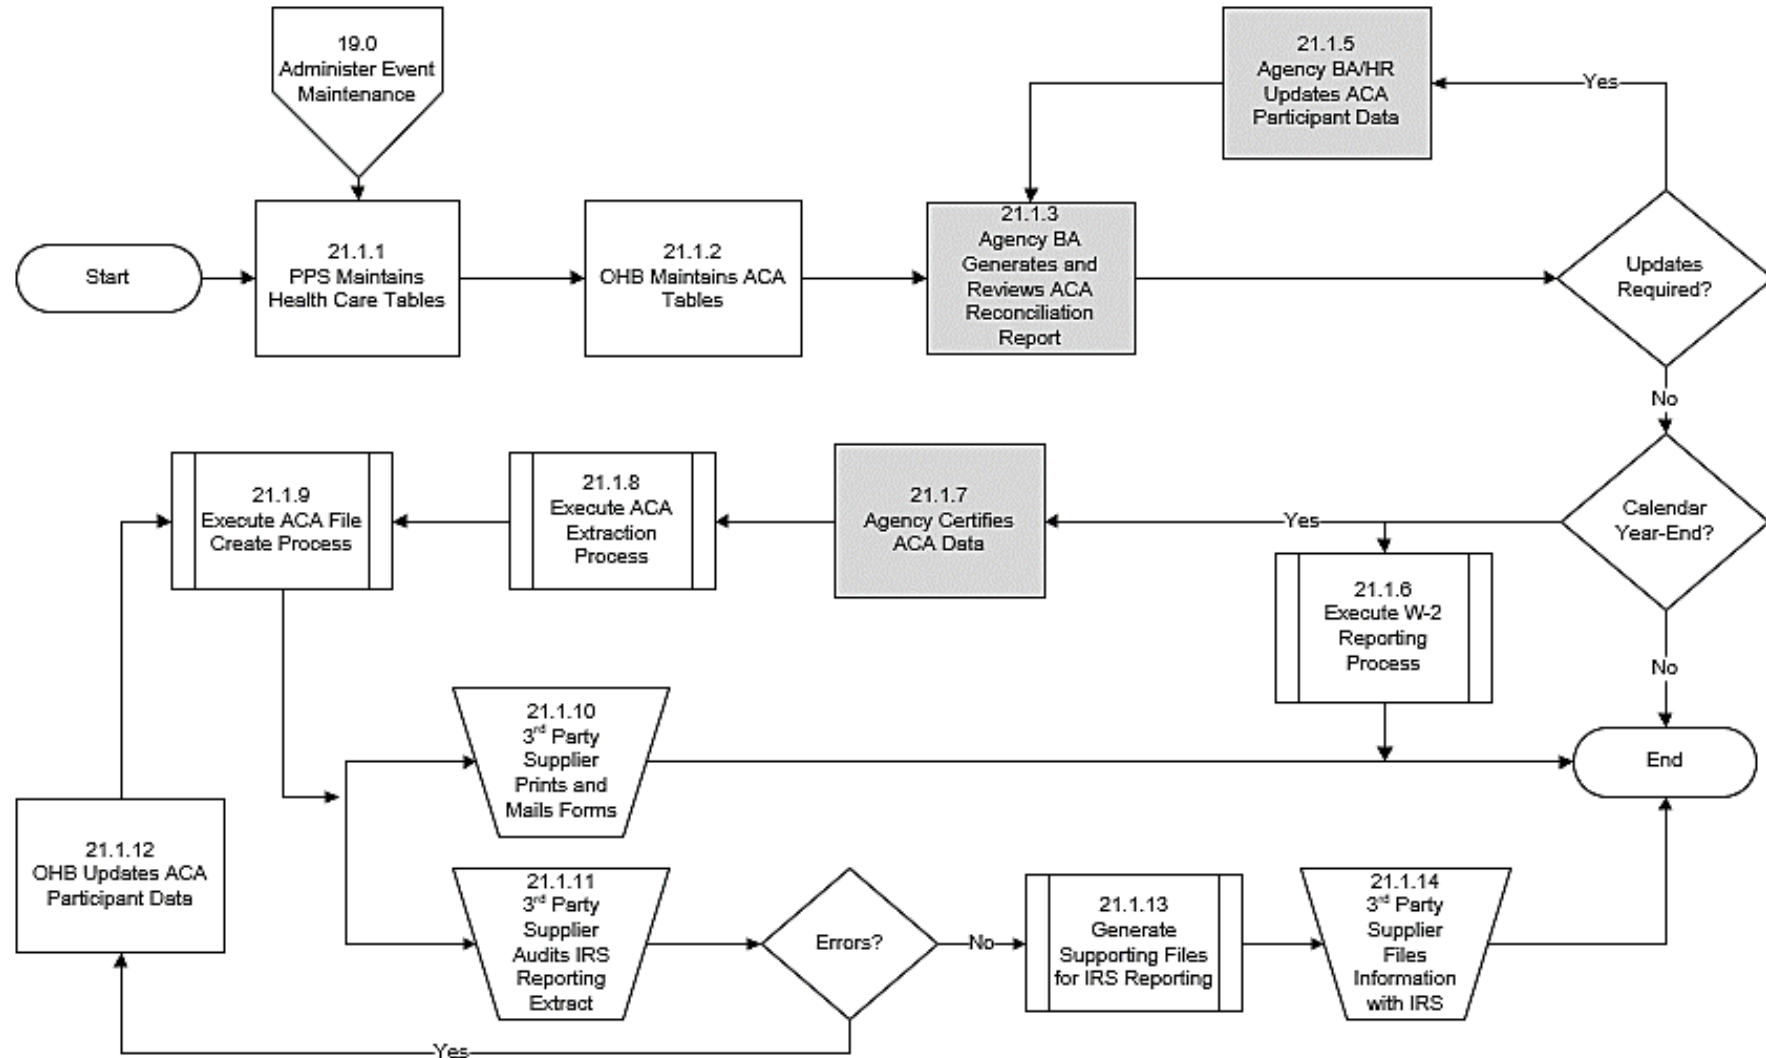 19.0
Administer Event
Maintenance
21.1.5
Agency BA/HR
Updates ACA
Participant Data
Yes
Start
21.1.1
PPS Maintains
Health Care Tables
21.1.2
OHB Maintains ACA
Tables
21.1.3
Agency BA
Generates and
Reviews ACA
Reconciliation
Report
Updates
Required?
No
21.1.9
Execute ACA File
Create Process
21.1.8
Execute ACA
Extraction
Process
21.1.7
Agency Certifies
ACA Data
Yes
Calendar
Year-End?
21.1.6
Execute W-2
Reporting
Process
No
21.1.10
3rd Party
Supplier
Prints and
Mails Forms
End
21.1.12
OHB Updates ACA
Participant Data
21.1.11
3rd Party
Supplier
Audits IRS
Reporting
Extract
Errors?
No
21.1.13
Generate
Supporting Files
for IRS Reporting
21.1.14
3rd Party
Supplier
Files
Information
with IRS
Yes